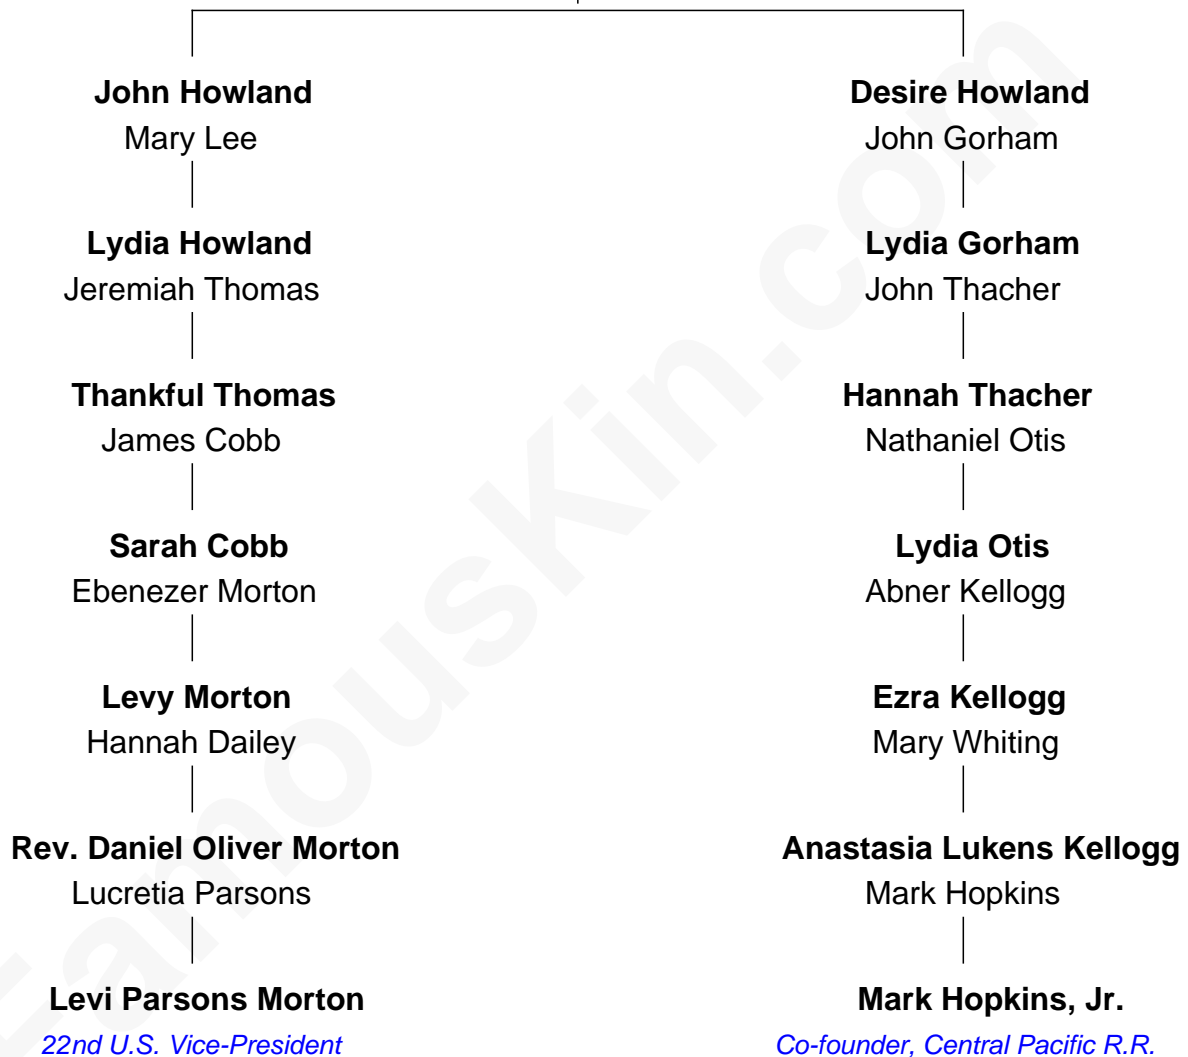 John Howland
Mary Lee
Desire Howland
John Gorham
Lydia Howland
Jeremiah Thomas
Lydia Gorham
John Thacher
Thankful Thomas
James Cobb
Hannah Thacher
Nathaniel Otis
Sarah Cobb
Ebenezer Morton
Lydia Otis
Abner Kellogg
Levy Morton
Hannah Dailey
Ezra Kellogg
Mary Whiting
Rev. Daniel Oliver Morton
Lucretia Parsons
Anastasia Lukens Kellogg
Mark Hopkins
Levi Parsons Morton
22nd U.S. Vice-President
Mark Hopkins, Jr.
Co-founder, Central Pacific R.R.
FamousKin.com